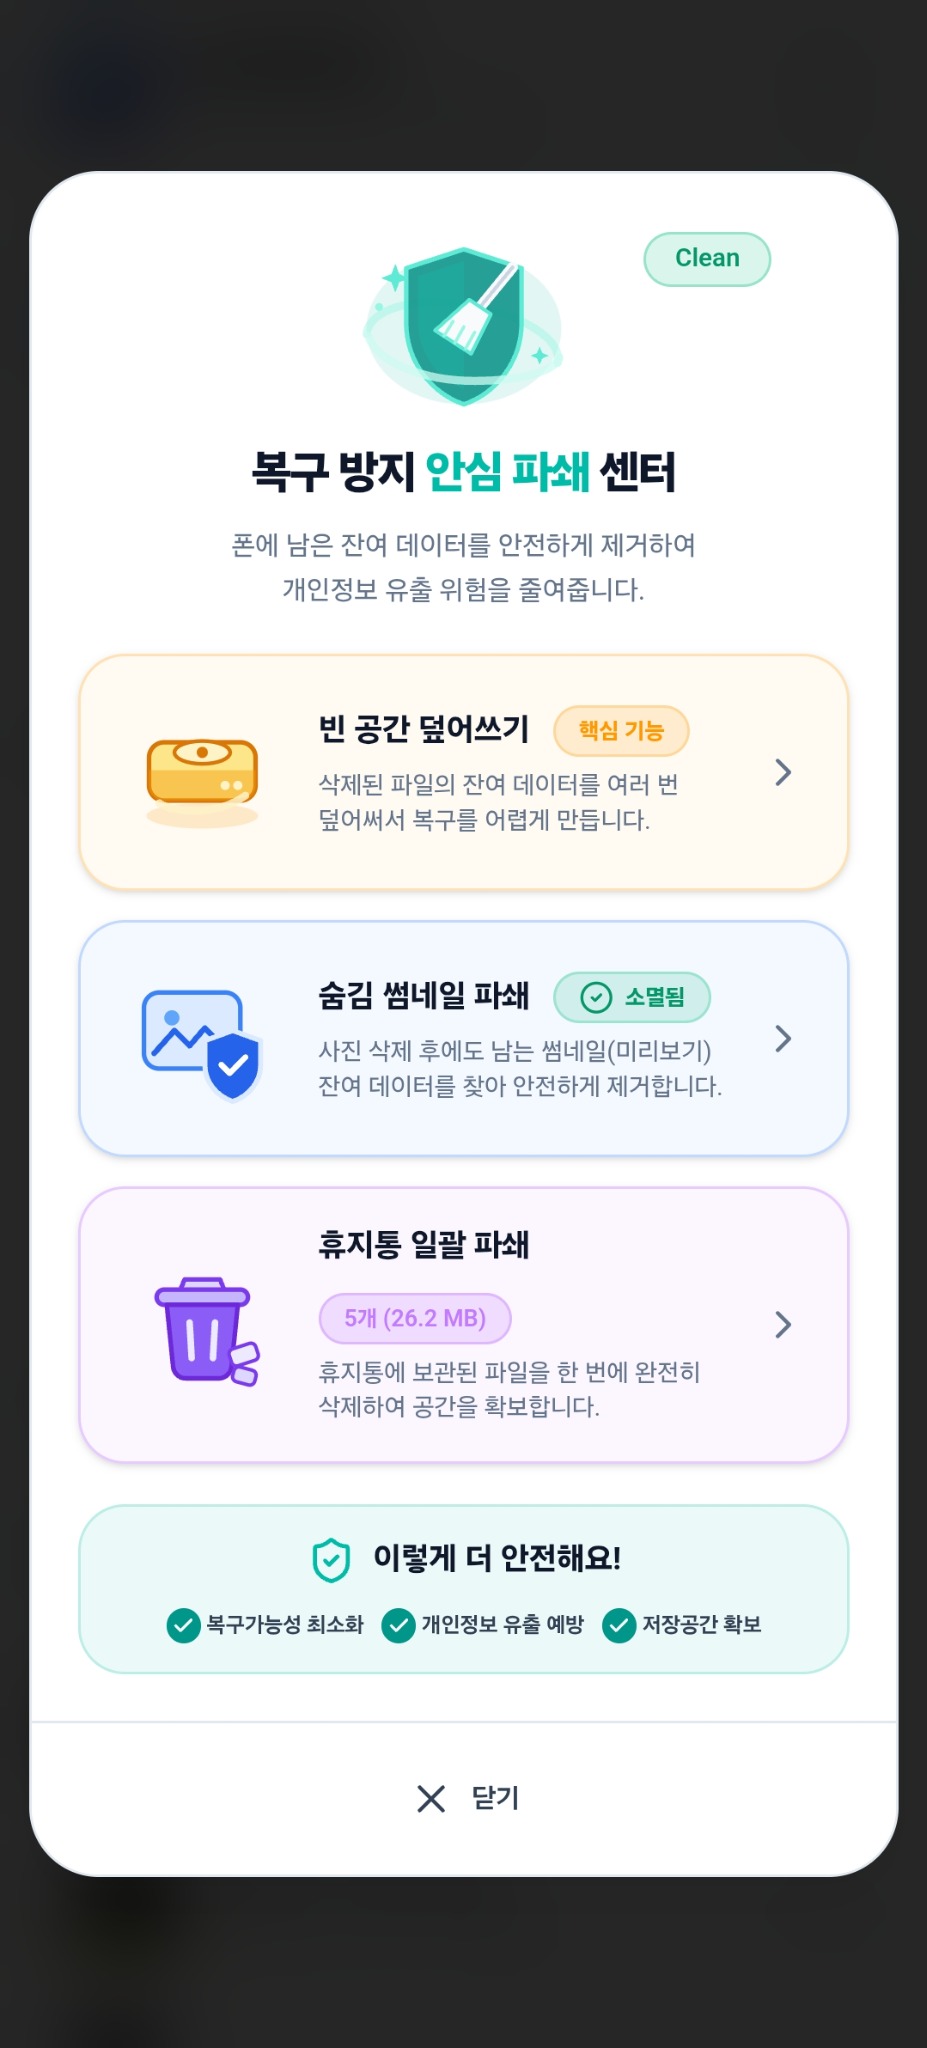 Clean
복구 방지 안심 파쇄 센터
폰에 남은 잔여 데이터를 안전하게 제거하여
개인정보 유출 위험을 줄여줍니다.
빈 공간 덮어쓰기 핵심 기능
삭제된 파일의 잔여 데이터를 여러 번
덮어써서 복구를 어렵게 만듭니다.
숨김 썸네일 파쇄 소멸됨
사진 삭제 후에도 남는 썸네일(미리보기)
잔여 데이터를 찾아 안전하게 제거합니다.
휴지통 일괄 파쇄
5개 (26.2 MB)
휴지통에 보관된 파일을 한 번에 완전히
삭제하여 공간을 확보합니다.
이렇게 더 안전해요!
복구가능성 최소화 개인정보 유출 예방 저장공간 확보
닫기